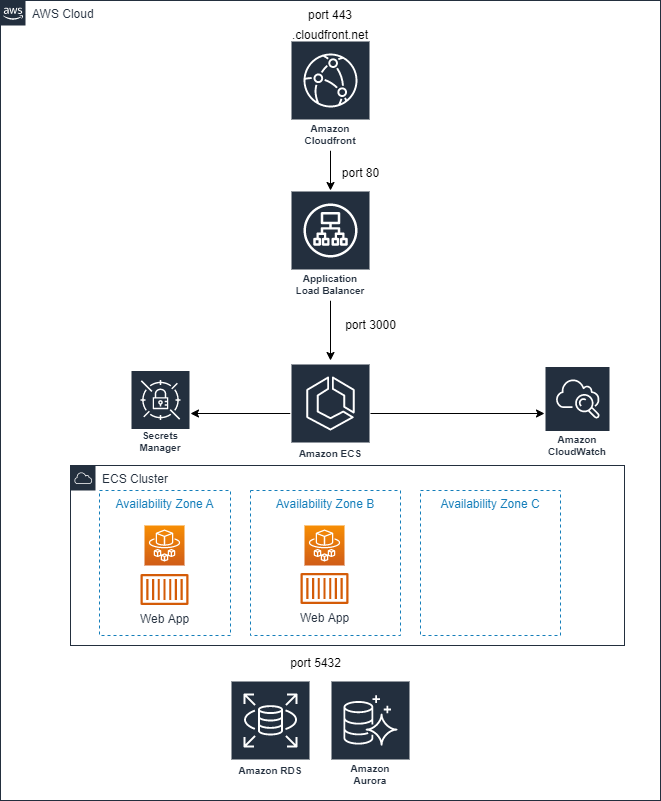 aws
AWS Cloud
port 443
.cloudfront.net
Amazon
Cloudfront
port 80
Application
Load Balancer
port 3000
Secrets
Manager
Amazon ECS
Amazon
CloudWatch
ECS Cluster
Availability Zone A
Availability Zone B
Availability Zone C
Web App
Web App
port 5432
Amazon RDS
Amazon
Aurora